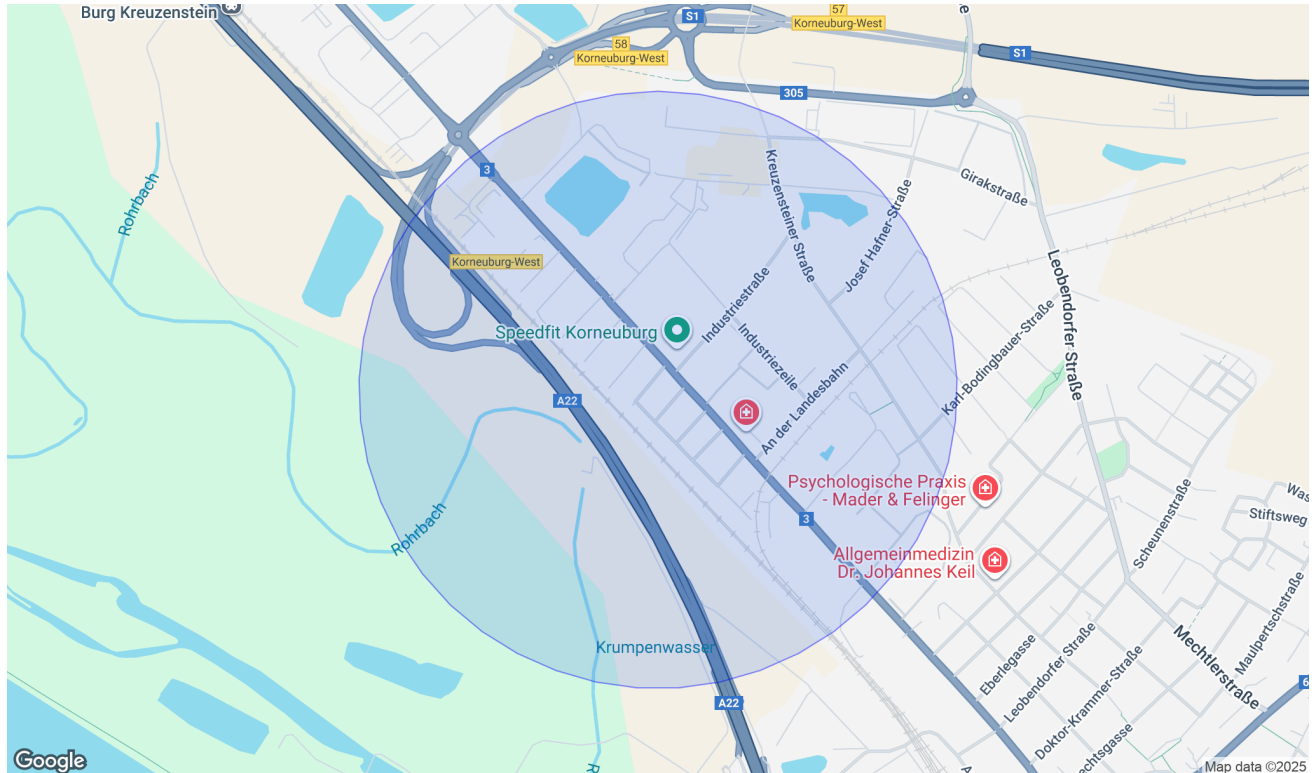 Burg Kreuzenstein
S1
57
Korneuburg-West
58
Korneuburg-West
S1
305
3
Rohrbach
Kreuzensteiner Straße
Girakstraße
Josef Hafner-Straße
Korneuburg-West
Leobendorfer Straße
Industriestraße
Speedfit Korneuburg
Industriezeile
Karl-Bodingbauer-Straße
An der Landesbahn
A22
Psychologische Praxis
- Mader & Felinger
Rohrbach
3
Stiftsweg
Scheunenstraße
Allgemeinmedizin
Dr. Johannes Keil
Krumpenwasser
Eberlegasse
Leobendorfer Straße
Maulpertschstraße
Mechtlerstraße
Doktor-Krammer-Straße
A22
6
Google
Map data ©2025